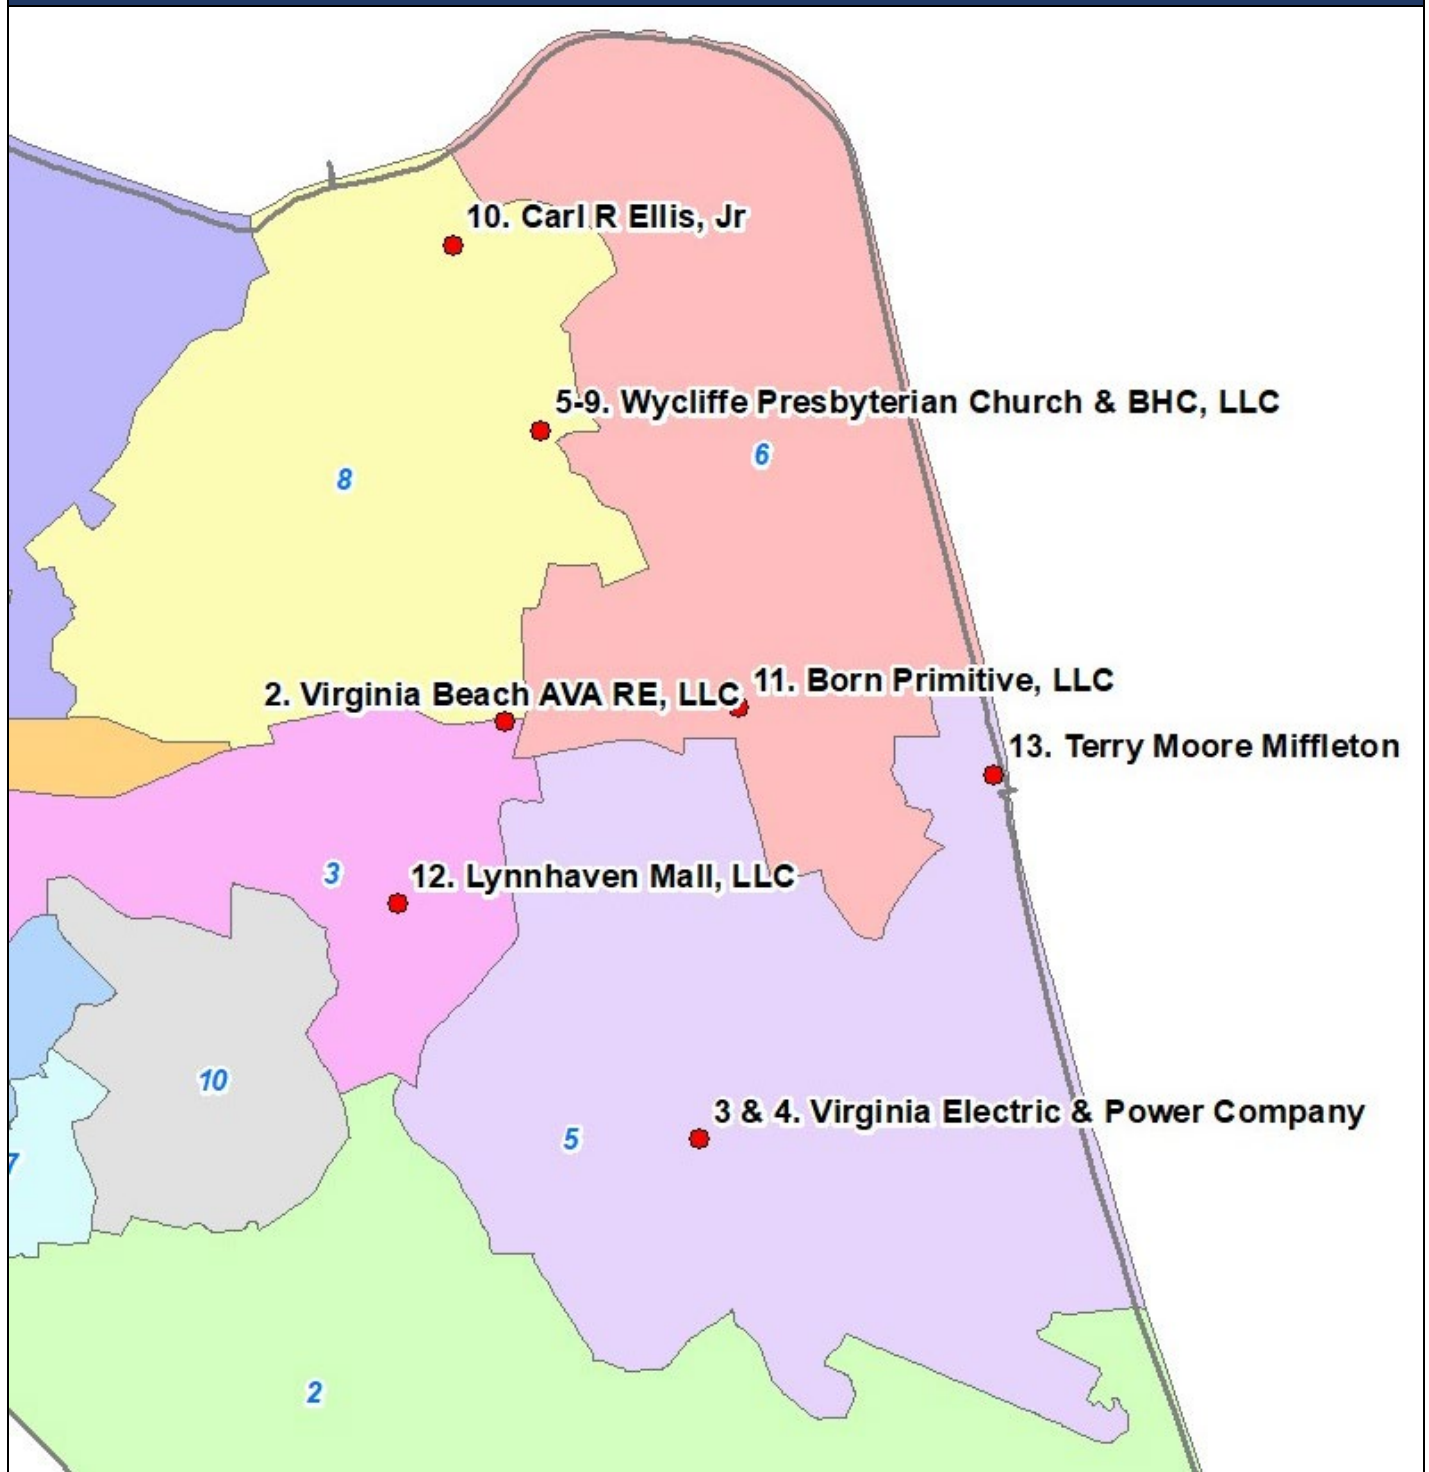 10. Carl R Ellis, Jr
5-9. Wycliffe Presbyterian Church & BHC, LLC
6
8
11. Born Primitive, LLC
2. Virginia Beach AVA RE, LLC
13. Terry Moore Miffleton
3
12. Lynnhaven Mall, LLC
10
3 & 4. Virginia Electric & Power Company
5
7
2